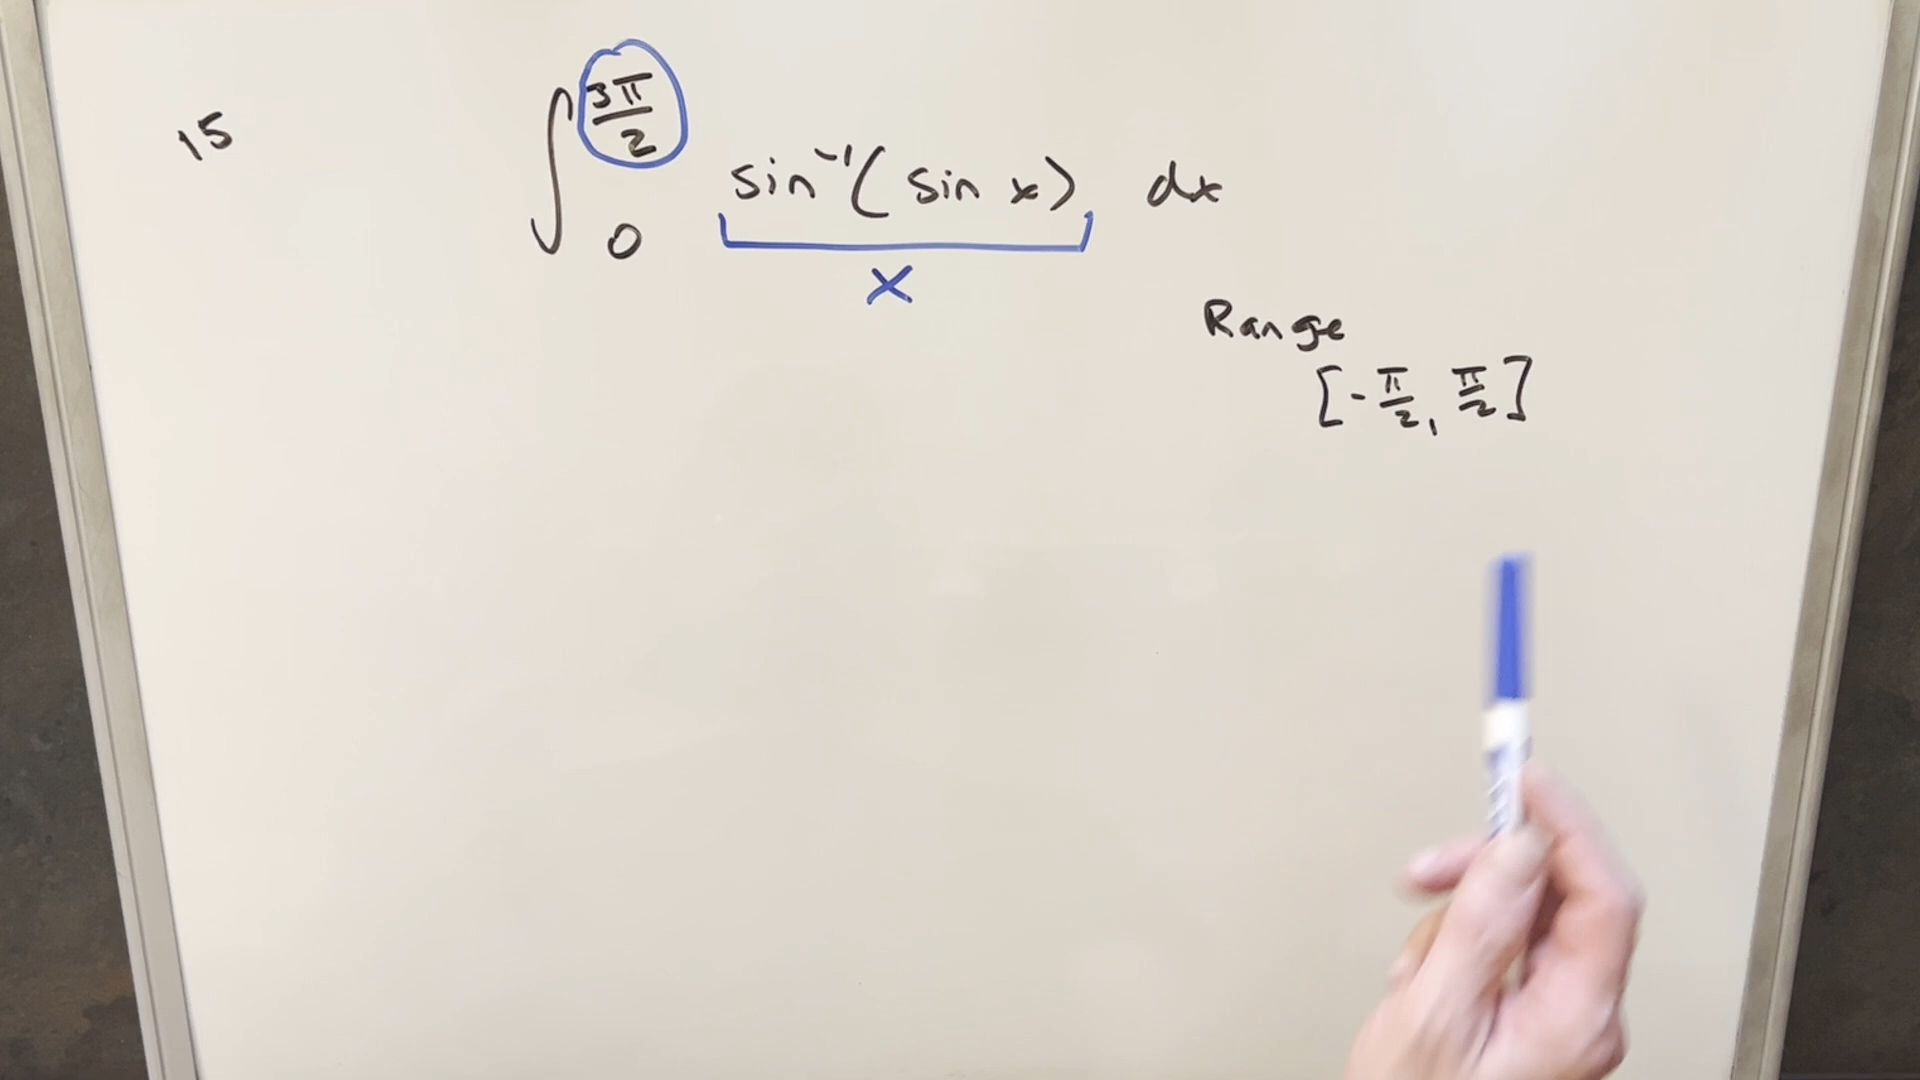 15 ∫₀^(3π/2) sin⁻¹(sin x) dx
x
Range
[-π/2, π/2]